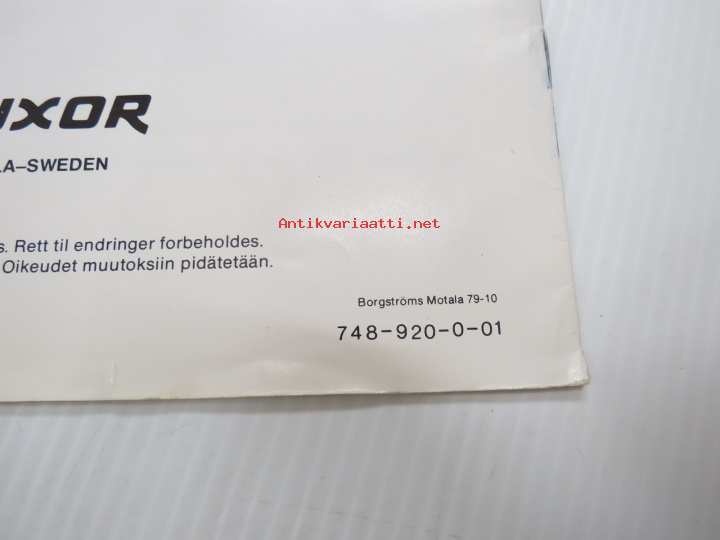 UXOR
LA–SWEDEN
Antikvariaatti.net
s. Rett til endringer forbeholdes.
Oikeudet muutoksiin pidätetään.
Borgströms Motala 79-10
748-920-0-01